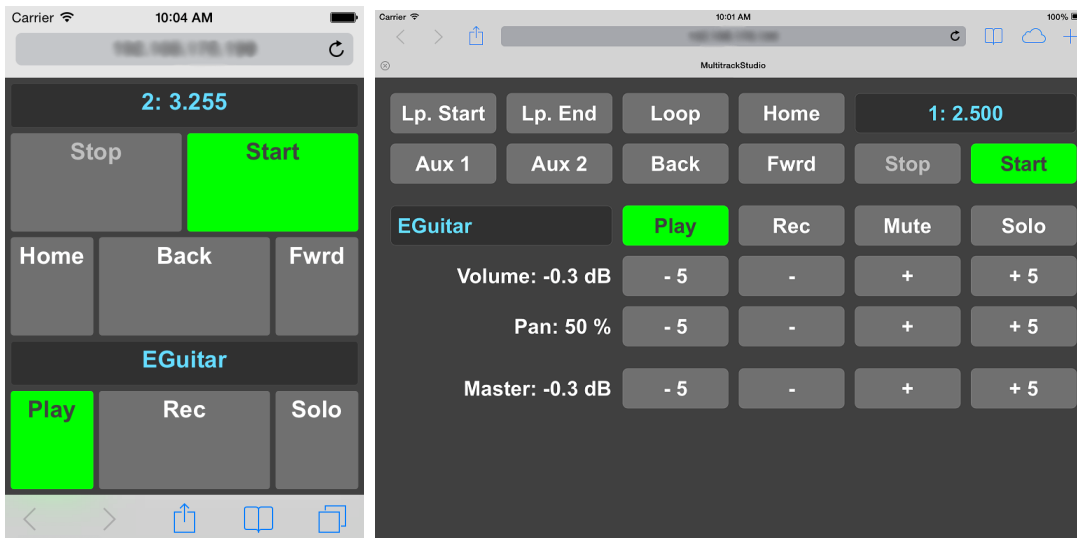 Carrier 10:04 AM
2: 3.255
Stop Start
Home Back Fwrd
EGuitar
Play Rec Solo
Carrier 10:01 AM 100%
MultitrackStudio
Lp. Start Lp. End Loop Home 1: 2.500
Aux 1 Aux 2 Back Fwrd Stop Start
EGuitar Play Rec Mute Solo
Volume: -0.3 dB - 5 - + + 5
Pan: 50 % - 5 - + + 5
Master: -0.3 dB - 5 - + + 5